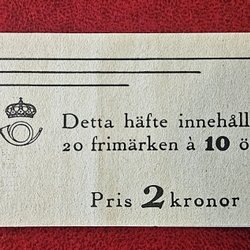 Detta häfte innehåll
20 frimärken à 10 ö
Pris 2 kronor